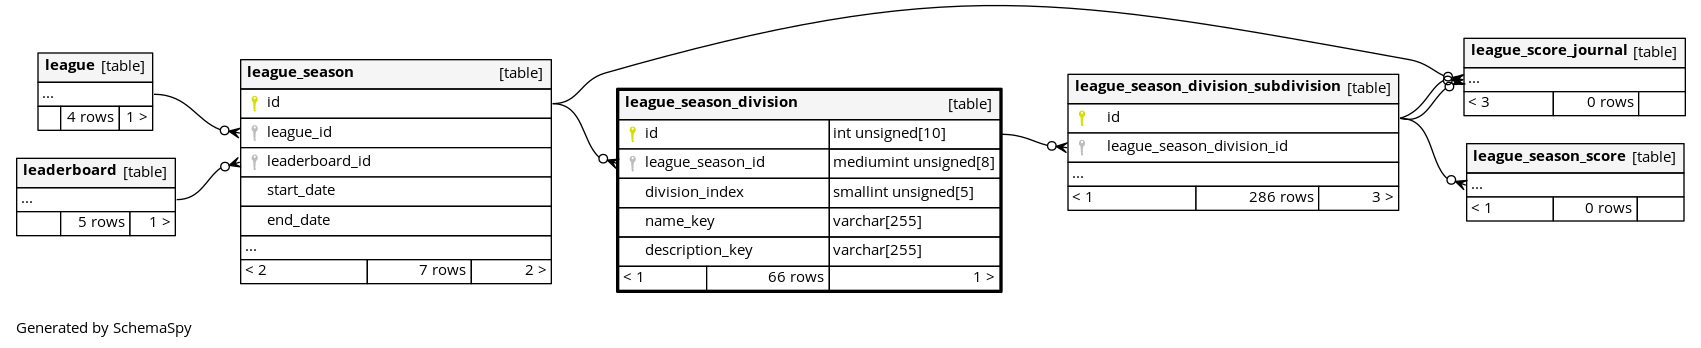 league [table]
...
4 rows 1 >
leaderboard [table]
...
5 rows 1 >
league_season [table]
id
league_id
leaderboard_id
start_date
end_date
...
< 2 7 rows 2 >
league_season_division [table]
id int unsigned[10]
league_season_id mediumint unsigned[8]
division_index smallint unsigned[5]
name_key varchar[255]
description_key varchar[255]
< 1 66 rows 1 >
league_season_division_subdivision [table]
id
league_season_division_id
...
< 1 286 rows 3 >
league_score_journal [table]
...
< 3 0 rows
league_season_score [table]
...
< 1 0 rows
Generated by SchemaSpy